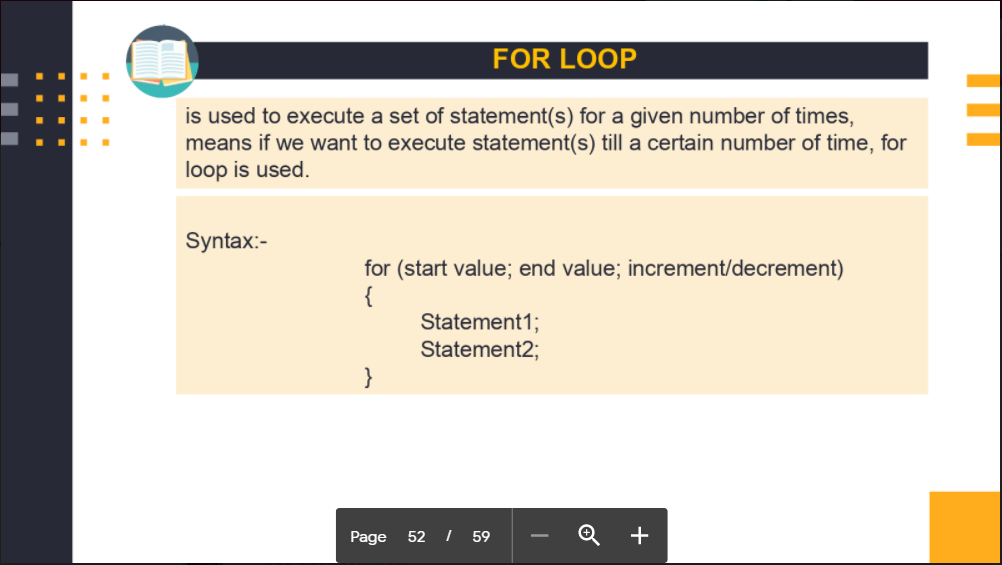 FOR LOOP
is used to execute a set of statement(s) for a given number of times,
means if we want to execute statement(s) till a certain number of time, for
loop is used.
Syntax:-
for (start value; end value; increment/decrement)
{
Statement1;
Statement2;
}
Page 52 / 59